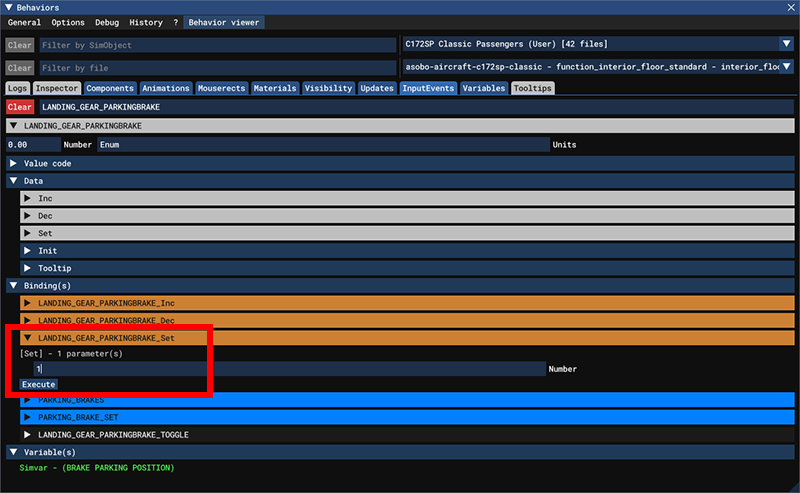 Behaviors
General Options Debug History ? Behavior viewer
Clear Filter by SimObject C172SP Classic Passengers (User) [42 files]
Clear Filter by file asobo-aircraft-c172sp-classic - function_interior_floor_standard - interior_floo
Logs Inspector Components Animations Mouserects Materials Visibility Updates InputEvents Variables Tooltips
Clear LANDING_GEAR_PARKINGBRAKE
LANDING_GEAR_PARKINGBRAKE
0.00 Number Enum Units
Value code
Data
Inc
Dec
Set
Init
Tooltip
Binding(s)
LANDING_GEAR_PARKINGBRAKE_Inc
LANDING_GEAR_PARKINGBRAKE_Dec
LANDING_GEAR_PARKINGBRAKE_Set
[Set] - 1 parameter(s)
1 Number
Execute
PARKING_BRAKES
PARKING_BRAKE_SET
LANDING_GEAR_PARKINGBRAKE_TOGGLE
Variable(s)
Simvar - (BRAKE PARKING POSITION)